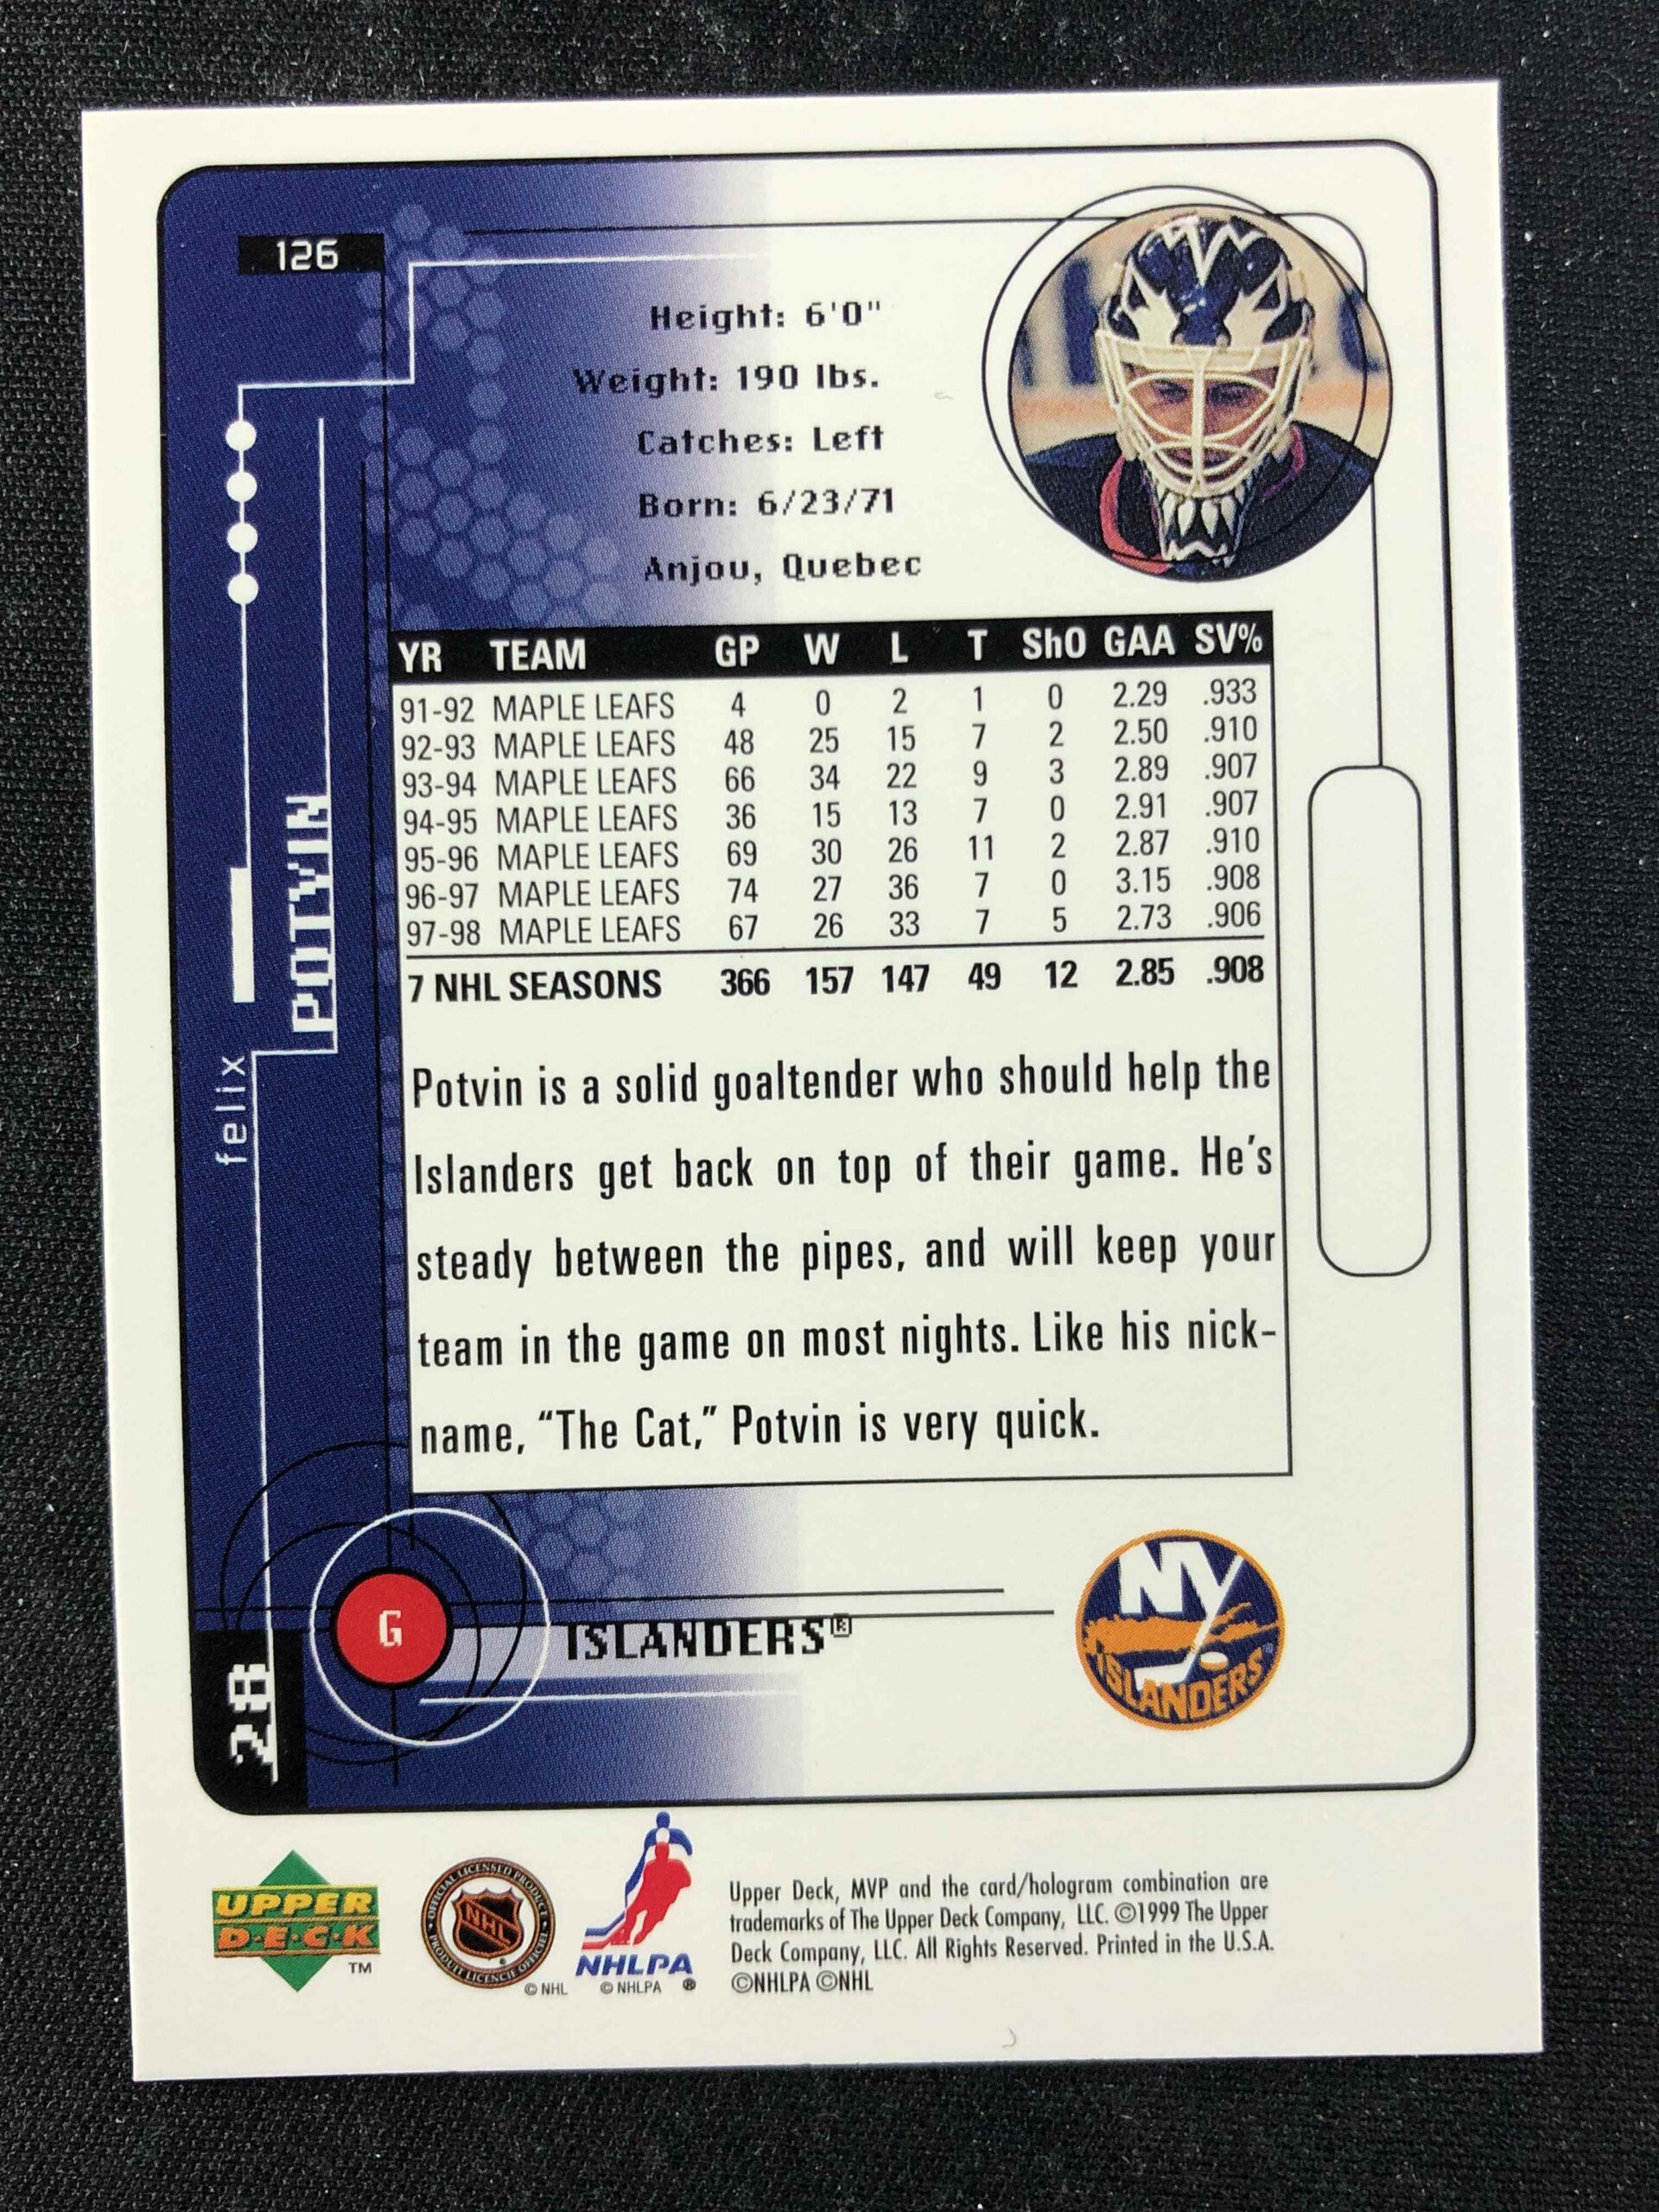 126
Height: 6'0"
Weight: 190 lbs.
Catches: Left
Born: 6/23/71
Anjou, Quebec
YR TEAM GP W L T ShO GAA SV%
91-92 MAPLE LEAFS 4 0 2 1 0 2.29 .933
92-93 MAPLE LEAFS 48 25 15 7 2 2.50 .910
93-94 MAPLE LEAFS 66 34 22 9 3 2.89 .907
94-95 MAPLE LEAFS 36 15 13 7 0 2.91 .907
95-96 MAPLE LEAFS 69 30 26 11 2 2.87 .910
96-97 MAPLE LEAFS 74 27 36 7 0 3.15 .908
97-98 MAPLE LEAFS 67 26 33 7 5 2.73 .906
7 NHL SEASONS 366 157 147 49 12 2.85 .908
felix
POTVIN
Potvin is a solid goaltender who should help the
Islanders get back on top of their game. He's
steady between the pipes, and will keep your
team in the game on most nights. Like his nick-
name, “The Cat,” Potvin is very quick.
G
ISLANDERS®
28
NY
ISLANDERS®
UPPER
D·E·C·K
TM
OFFICIAL LICENSED PRODUCT
NHL
PRODUIT LICENCIE OFFICIEL
© NHL
NHLPA
© NHLPA ®
Upper Deck, MVP and the card/hologram combination are
trademarks of The Upper Deck Company, LLC. ©1999 The Upper
Deck Company, LLC. All Rights Reserved. Printed in the U.S.A.
©NHLPA ©NHL